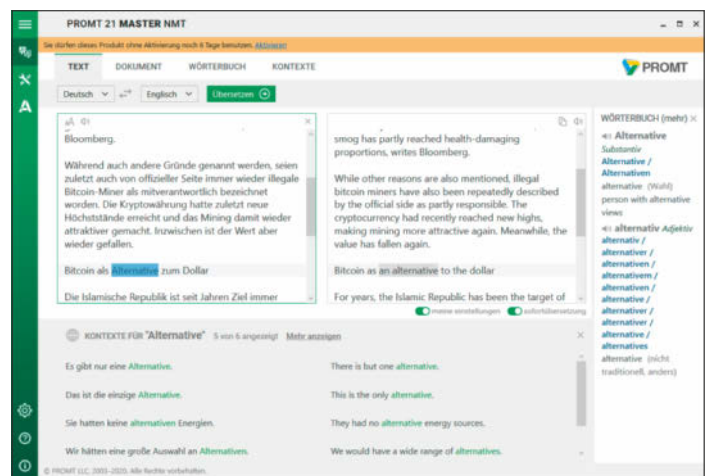 PROMT 21 MASTER NMT
Sie dürfen dieses Produkt ohne Aktivierung noch 6 Tage benutzen. Aktivieren
TEXT DOKUMENT WÖRTERBUCH KONTEXTE
PROMT
Deutsch Englisch Übersetzen
Bloomberg.
Während auch andere Gründe genannt werden, seien
zuletzt auch von offizieller Seite immer wieder illegale
Bitcoin-Miner als mitverantwortlich bezeichnet
worden. Die Kryptowährung hatte zuletzt neue
Höchststände erreicht und das Mining damit wieder
attraktiver gemacht. Inzwischen ist der Wert aber
wieder gefallen.
Bitcoin als Alternative zum Dollar
Die Islamische Republik ist seit Jahren Ziel immer
smog has partly reached health-damaging
proportions, writes Bloomberg.
While other reasons are also mentioned, illegal
bitcoin miners have also been repeatedly described
by the official side as partly responsible. The
cryptocurrency had recently reached new highs,
making mining more attractive again. Meanwhile, the
value has fallen again.
Bitcoin as an alternative to the dollar
For years, the Islamic Republic has been the target of
meine einstellungen sofortübersetzung
WÖRTERBUCH (mehr)
Alternative
Substantiv
Alternative /
Alternativen
alternative (Wahl)
person with alternative
views
alternativ Adjektiv
alternativ /
alternativer /
alternativen /
alternativem /
alternativen /
alternative /
alternativer /
alternativer /
alternative /
alternatives
alternative (nicht
traditionell, anders)
KONTEXTE FÜR "Alternative" 5 von 6 angezeigt Mehr anzeigen
Es gibt nur eine Alternative. There is but one alternative.
Das ist die einzige Alternative. This is the only alternative.
Sie hatten keine alternativen Energien. They had no alternative energy sources.
Wir hätten eine große Auswahl an Alternativen. We would have a wide range of alternatives.
© PROMT LLC, 2003–2020. Alle Rechte vorbehalten.